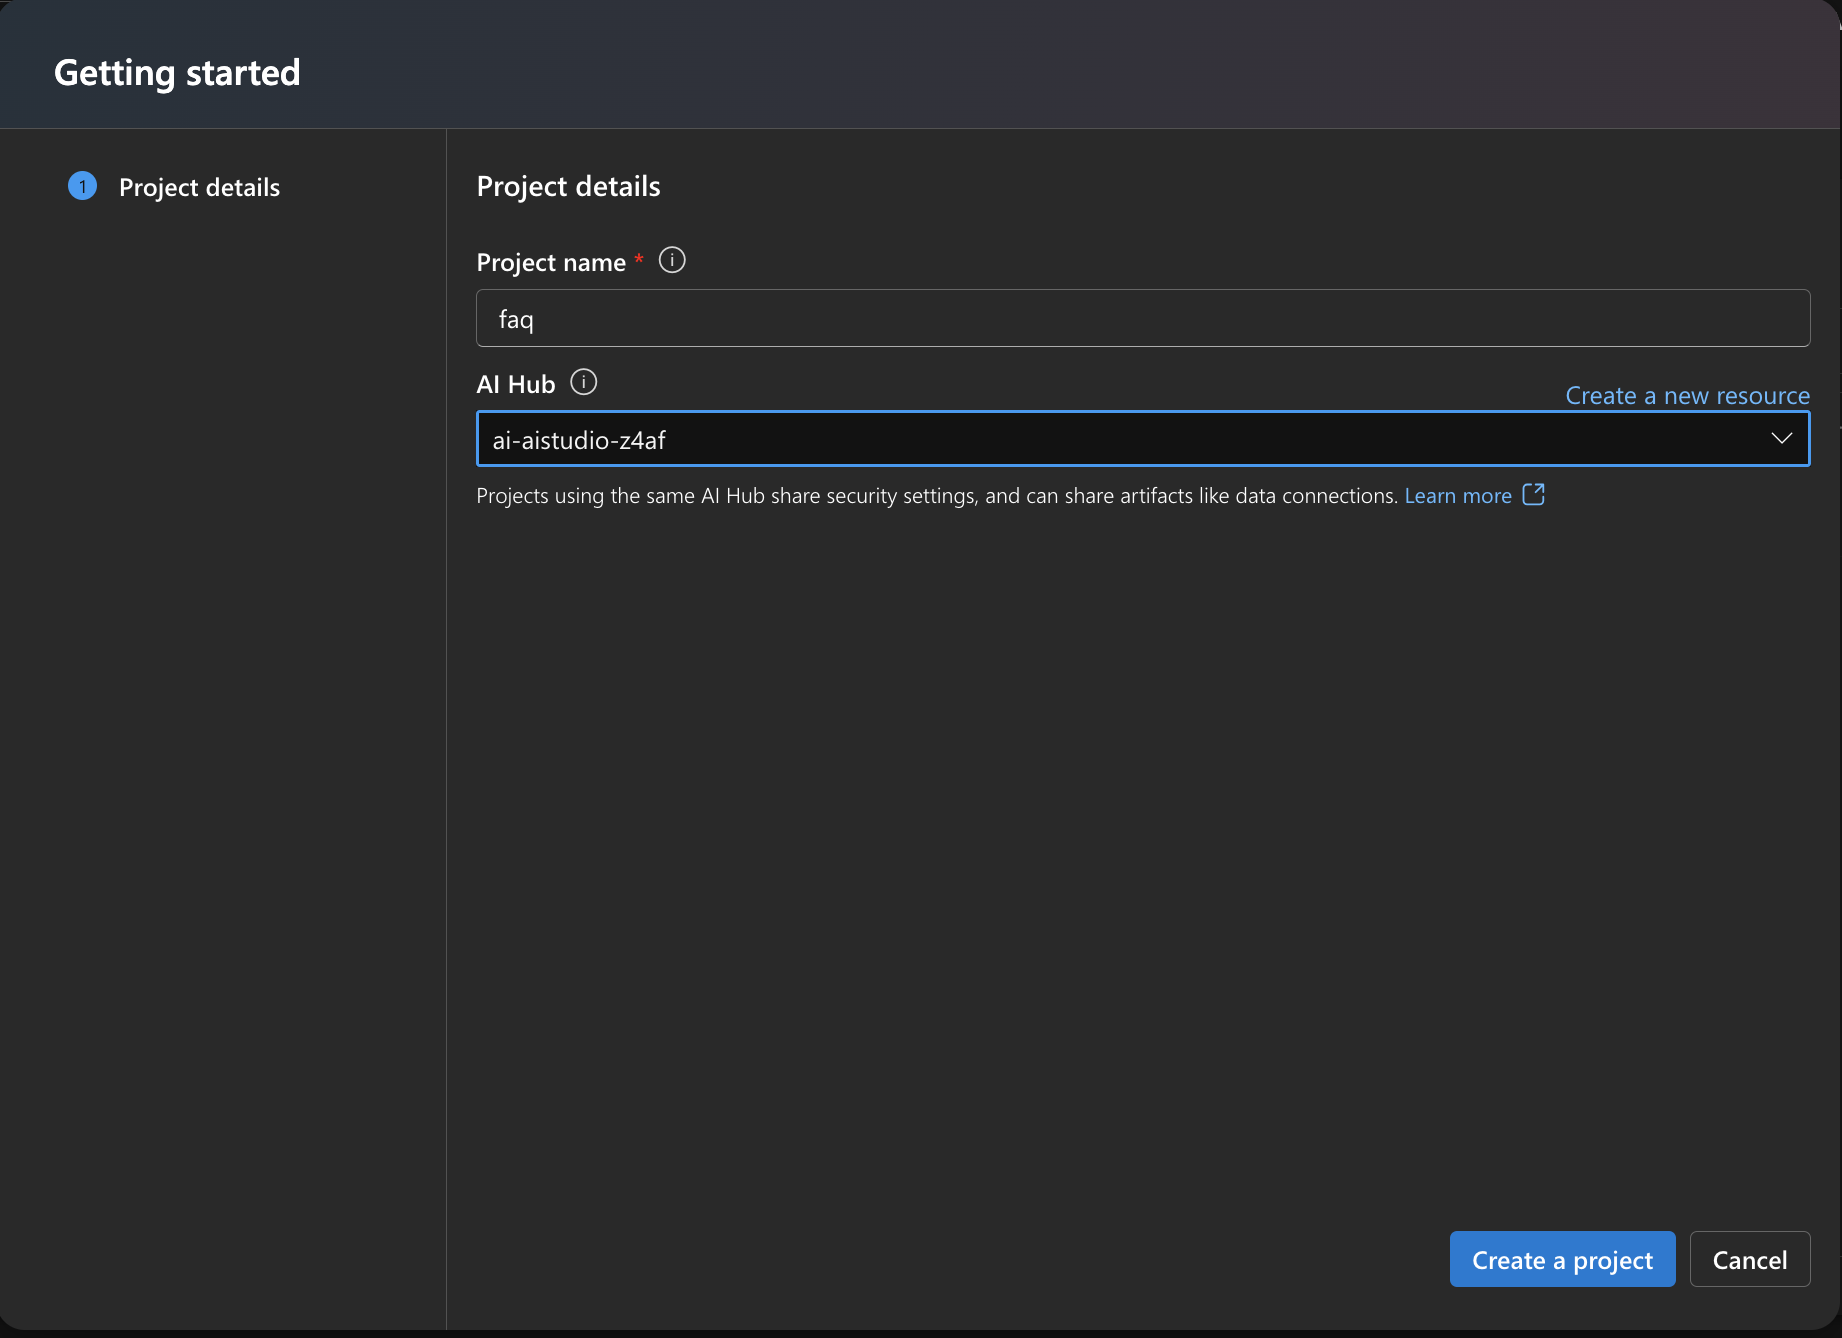 Getting started
1 Project details
Project details
Project name *
faq
AI Hub
Create a new resource
ai-aistudio-z4af
Projects using the same AI Hub share security settings, and can share artifacts like data connections. Learn more
Create a project
Cancel